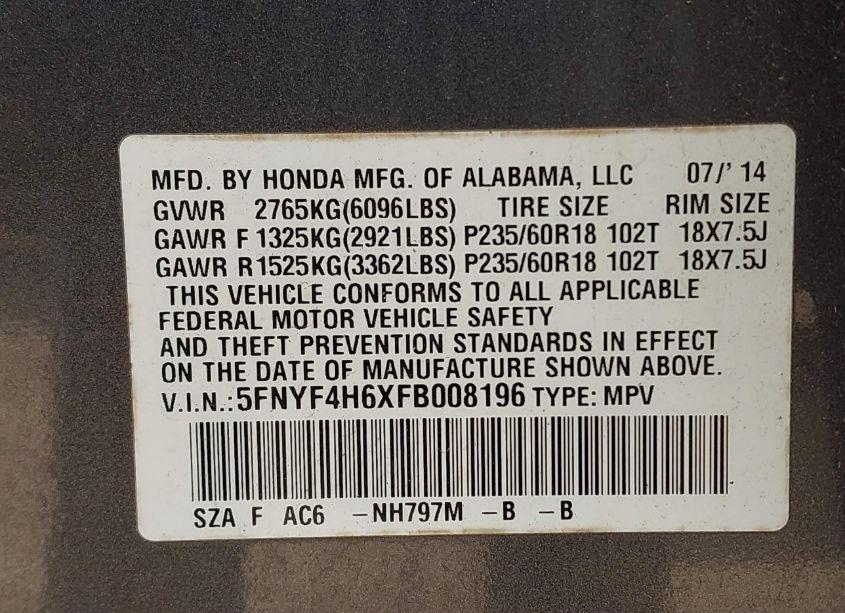 MFD. BY HONDA MFG. OF ALABAMA, LLC 07/' 14
GVWR 2765KG(6096LBS) TIRE SIZE RIM SIZE
GAWR F 1325KG(2921LBS) P235/60R18 102T 18X7.5J
GAWR R 1525KG(3362LBS) P235/60R18 102T 18X7.5J
THIS VEHICLE CONFORMS TO ALL APPLICABLE
FEDERAL MOTOR VEHICLE SAFETY
AND THEFT PREVENTION STANDARDS IN EFFECT
ON THE DATE OF MANUFACTURE SHOWN ABOVE.
V.I.N.:5FNYF4H6XFB008196 TYPE: MPV
SZA F AC6 -NH797M -B -B